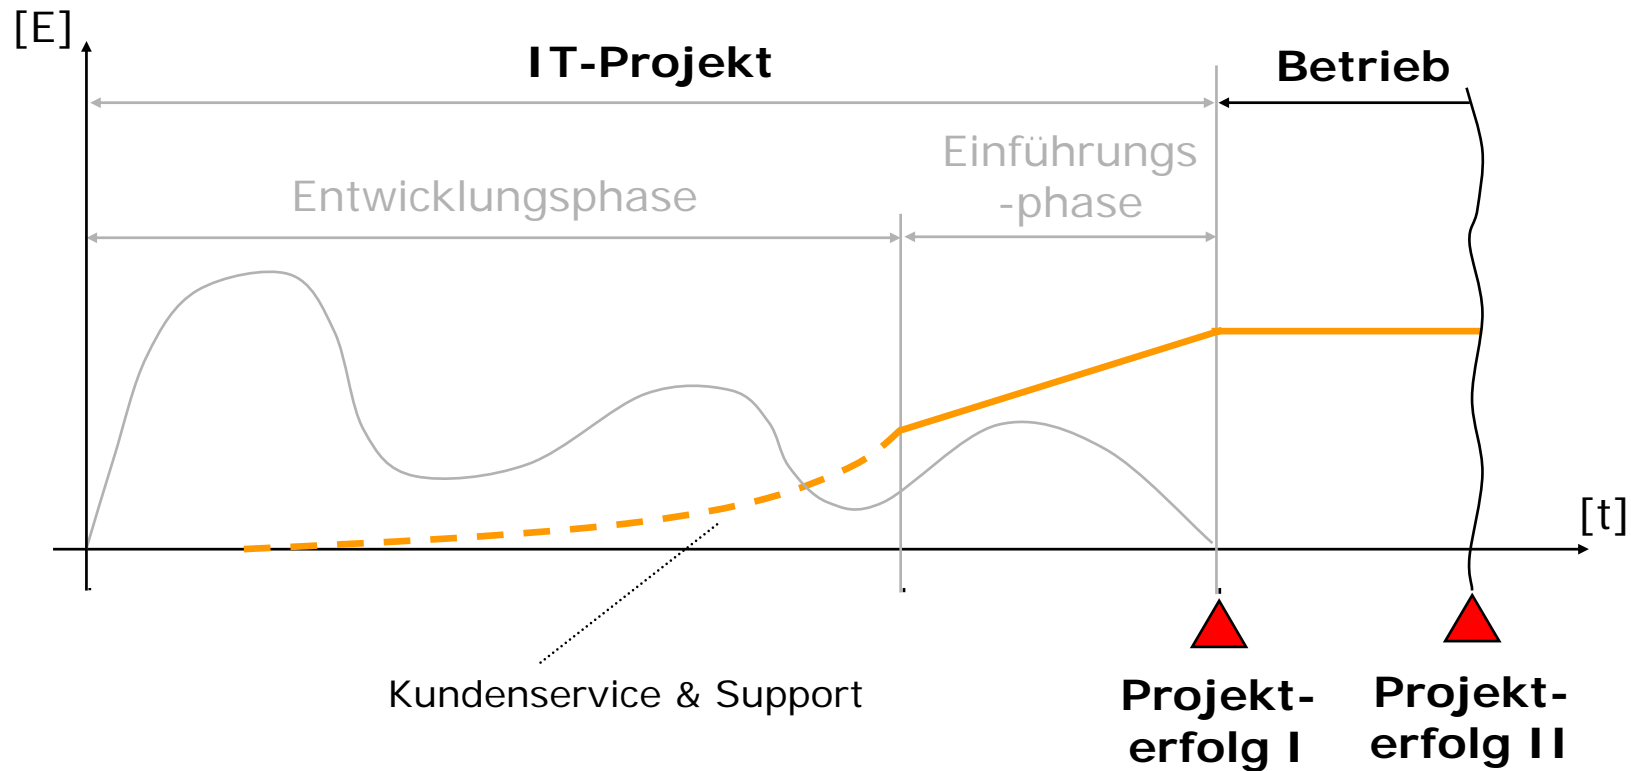 [E]
IT-Projekt
Betrieb
Einführungs
-phase
Entwicklungsphase
[t]
Kundenservice & Support
Projekt-
erfolg I
Projekt-
erfolg II